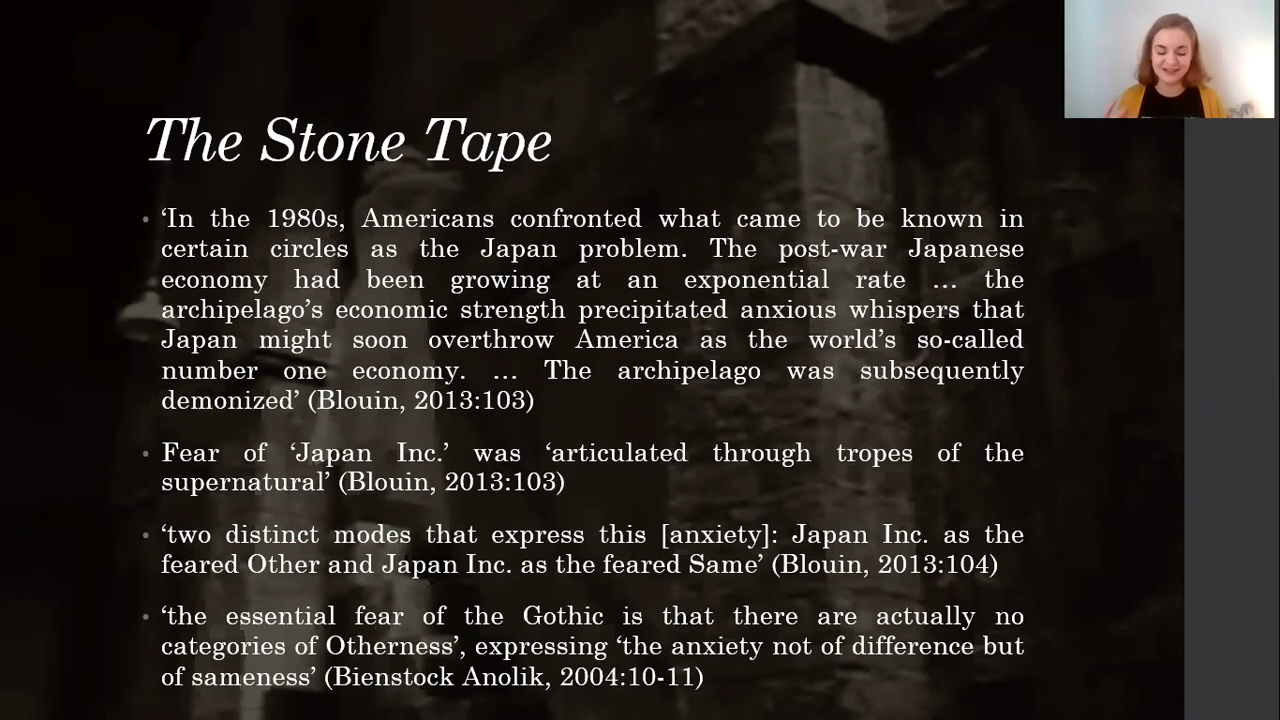 The Stone Tape
• ‘In the 1980s, Americans confronted what came to be known in
certain circles as the Japan problem. The post-war Japanese
economy had been growing at an exponential rate … the
archipelago’s economic strength precipitated anxious whispers that
Japan might soon overthrow America as the world’s so-called
number one economy. … The archipelago was subsequently
demonized’ (Blouin, 2013:103)
• Fear of ‘Japan Inc.’ was ‘articulated through tropes of the
supernatural’ (Blouin, 2013:103)
• ‘two distinct modes that express this [anxiety]: Japan Inc. as the
feared Other and Japan Inc. as the feared Same’ (Blouin, 2013:104)
• ‘the essential fear of the Gothic is that there are actually no
categories of Otherness’, expressing ‘the anxiety not of difference but
of sameness’ (Bienstock Anolik, 2004:10-11)